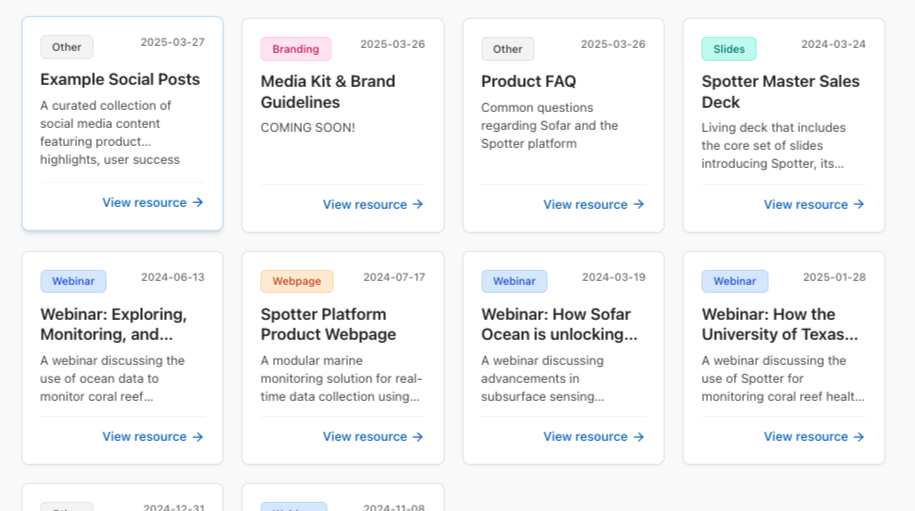 Other 2025-03-27
Example Social Posts
A curated collection of
social media content
featuring product...
highlights, user success
View resource →
Branding 2025-03-26
Media Kit & Brand
Guidelines
COMING SOON!
View resource →
Other 2025-03-26
Product FAQ
Common questions
regarding Sofar and the
Spotter platform
View resource →
Slides 2024-03-24
Spotter Master Sales
Deck
Living deck that includes
the core set of slides
introducing Spotter, its...
View resource →
Webinar 2024-06-13
Webinar: Exploring,
Monitoring, and...
A webinar discussing the
use of ocean data to
monitor coral reef...
View resource →
Webpage 2024-07-17
Spotter Platform
Product Webpage
A modular marine
monitoring solution for real-
time data collection using...
View resource →
Webinar 2024-03-19
Webinar: How Sofar
Ocean is unlocking...
A webinar discussing
advancements in
subsurface sensing...
View resource →
Webinar 2025-01-28
Webinar: How the
University of Texas...
A webinar discussing the
use of Spotter for
monitoring coral reef healt...
View resource →
Other 2024-12-31
2024-11-08